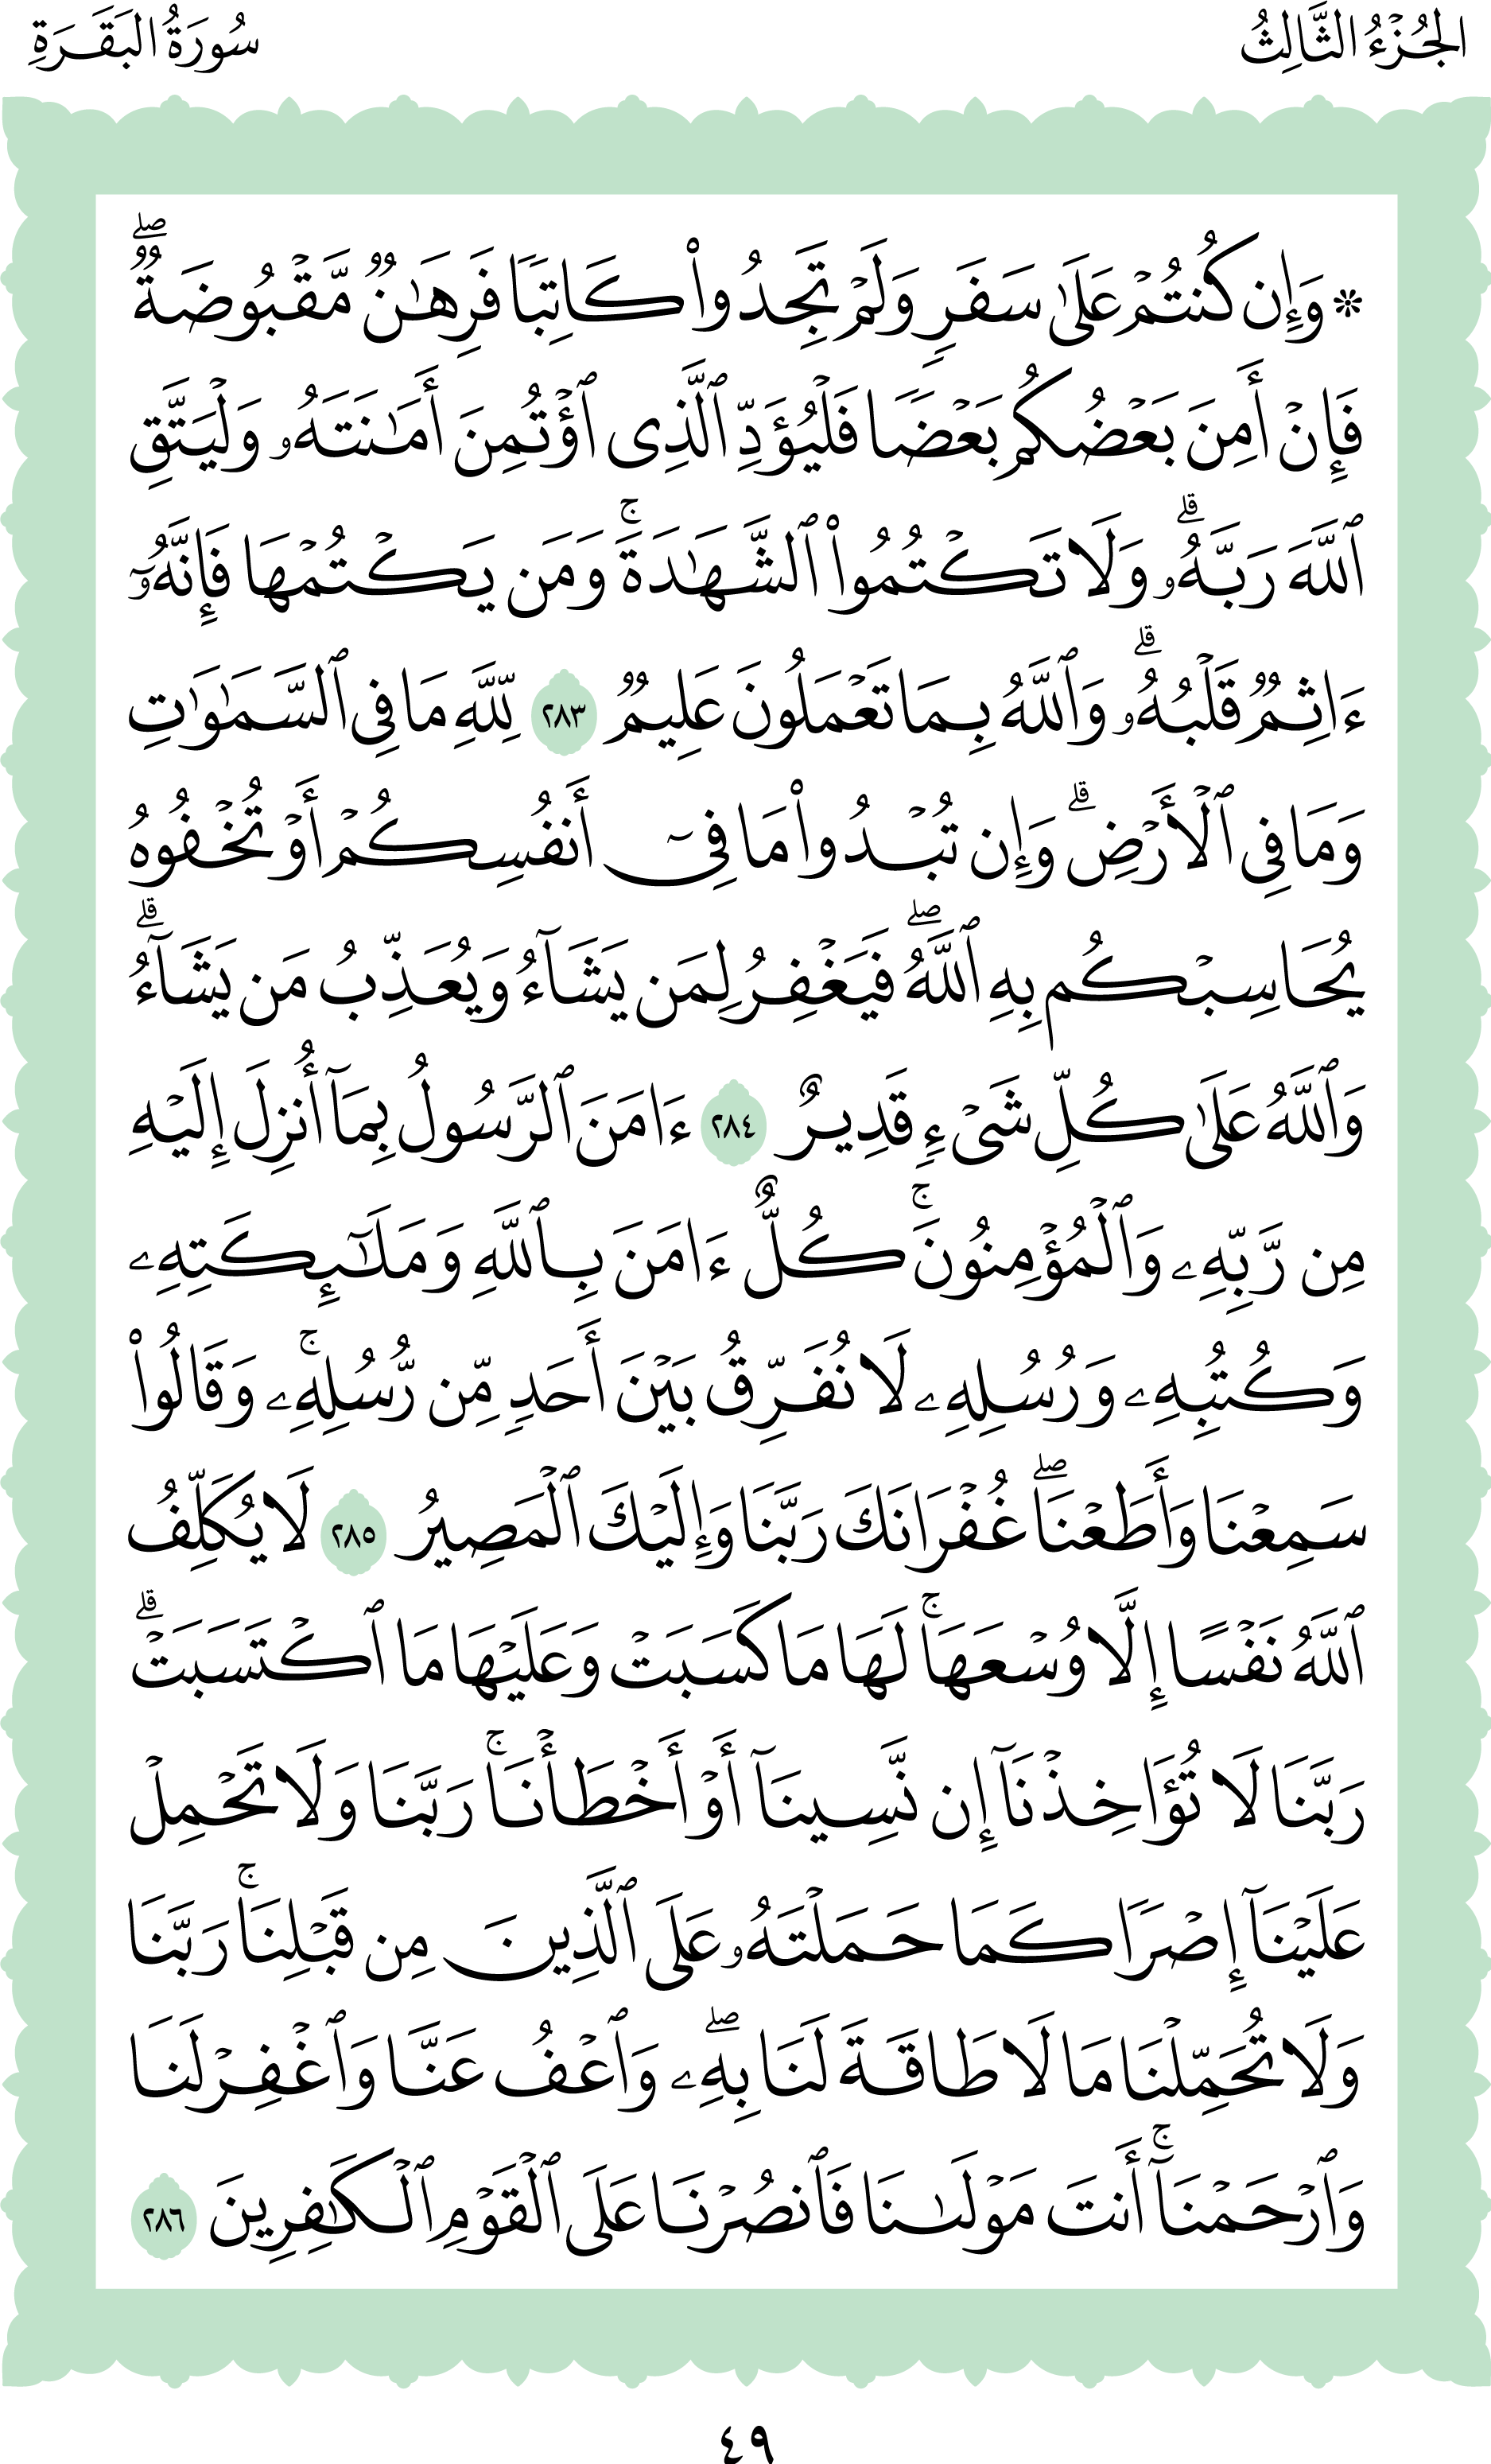 الجُزْءُ الثَّالِثُ
سُورَةُ البَقَرَةِ
* وَإِن كُنتُمْ عَلَىٰ سَفَرٍ وَلَمْ تَجِدُوا۟ كَاتِبًا فَرِهَـٰنٌ مَّقْبُوضَةٌ ۖ
فَإِنْ أَمِنَ بَعْضُكُم بَعْضًا فَلْيُؤَدِّ ٱلَّذِى ٱؤْتُمِنَ أَمَـٰنَتَهُۥ وَلْيَتَّقِ
ٱللَّهَ رَبَّهُۥ ۗ وَلَا تَكْتُمُوا۟ ٱلشَّهَـٰدَةَ ۚ وَمَن يَكْتُمْهَا فَإِنَّهُۥٓ
ءَاثِمٌ قَلْبُهُۥ ۗ وَٱللَّهُ بِمَا تَعْمَلُونَ عَلِيمٌ ٢٨٣ لِّلَّهِ مَا فِى ٱلسَّمَـٰوَٰتِ
وَمَا فِى ٱلْأَرْضِ ۗ وَإِن تُبْدُوا۟ مَا فِىٓ أَنفُسِكُمْ أَوْ تُخْفُوهُ
يُحَاسِبْكُم بِهِ ٱللَّهُ ۖ فَيَغْفِرُ لِمَن يَشَآءُ وَيُعَذِّبُ مَن يَشَآءُ ۗ
وَٱللَّهُ عَلَىٰ كُلِّ شَىْءٍ قَدِيرٌ ٢٨٤ ءَامَنَ ٱلرَّسُولُ بِمَآ أُنزِلَ إِلَيْهِ
مِن رَّبِّهِۦ وَٱلْمُؤْمِنُونَ ۚ كُلٌّ ءَامَنَ بِٱللَّهِ وَمَلَـٰٓئِكَتِهِۦ
وَكُتُبِهِۦ وَرُسُلِهِۦ لَا نُفَرِّقُ بَيْنَ أَحَدٍ مِّن رُّسُلِهِۦ ۚ وَقَالُوا۟
سَمِعْنَا وَأَطَعْنَا ۖ غُفْرَانَكَ رَبَّنَا وَإِلَيْكَ ٱلْمَصِيرُ ٢٨٥ لَا يُكَلِّفُ
ٱللَّهُ نَفْسًا إِلَّا وُسْعَهَا ۚ لَهَا مَا كَسَبَتْ وَعَلَيْهَا مَا ٱكْتَسَبَتْ ۗ
رَبَّنَا لَا تُؤَاخِذْنَآ إِن نَّسِينَآ أَوْ أَخْطَأْنَا ۚ رَبَّنَا وَلَا تَحْمِلْ
عَلَيْنَآ إِصْرًا كَمَا حَمَلْتَهُۥ عَلَى ٱلَّذِينَ مِن قَبْلِنَا ۚ رَبَّنَا
وَلَا تُحَمِّلْنَا مَا لَا طَاقَةَ لَنَا بِهِۦ ۖ وَٱعْفُ عَنَّا وَٱغْفِرْ لَنَا
وَٱرْحَمْنَآ ۚ أَنتَ مَوْلَىٰنَا فَٱنصُرْنَا عَلَى ٱلْقَوْمِ ٱلْكَـٰفِرِينَ ٢٨٦
٤٩